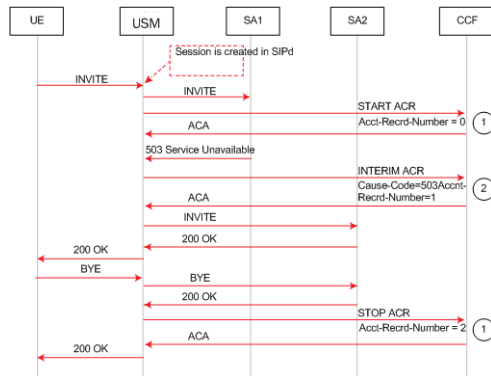 UE USM SA1 SA2 CCF
Session is created in SIPd
INVITE
INVITE
START ACR
Acct-Recrd-Number = 0
1
ACA
503 Service Unavailable
INTERIM ACR
Cause-Code=503Accnt-
Recrd-Number=1
2
ACA
INVITE
200 OK
200 OK
BYE
BYE
200 OK
STOP ACR
Acct-Recrd-Number = 2
1
ACA
200 OK